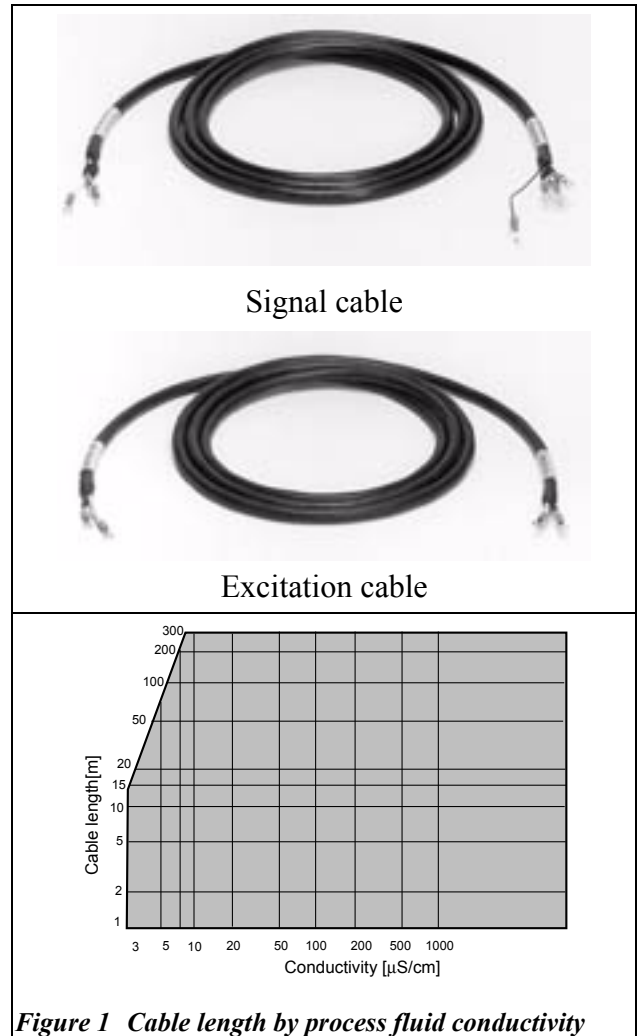 Signal cable
Excitation cable
300
200
100
50
20
15
10
5
2
1
Cable length[m]
3 5 10 20 50 100 200 500 1000
Conductivity [µS/cm]
Figure 1 Cable length by process fluid conductivity